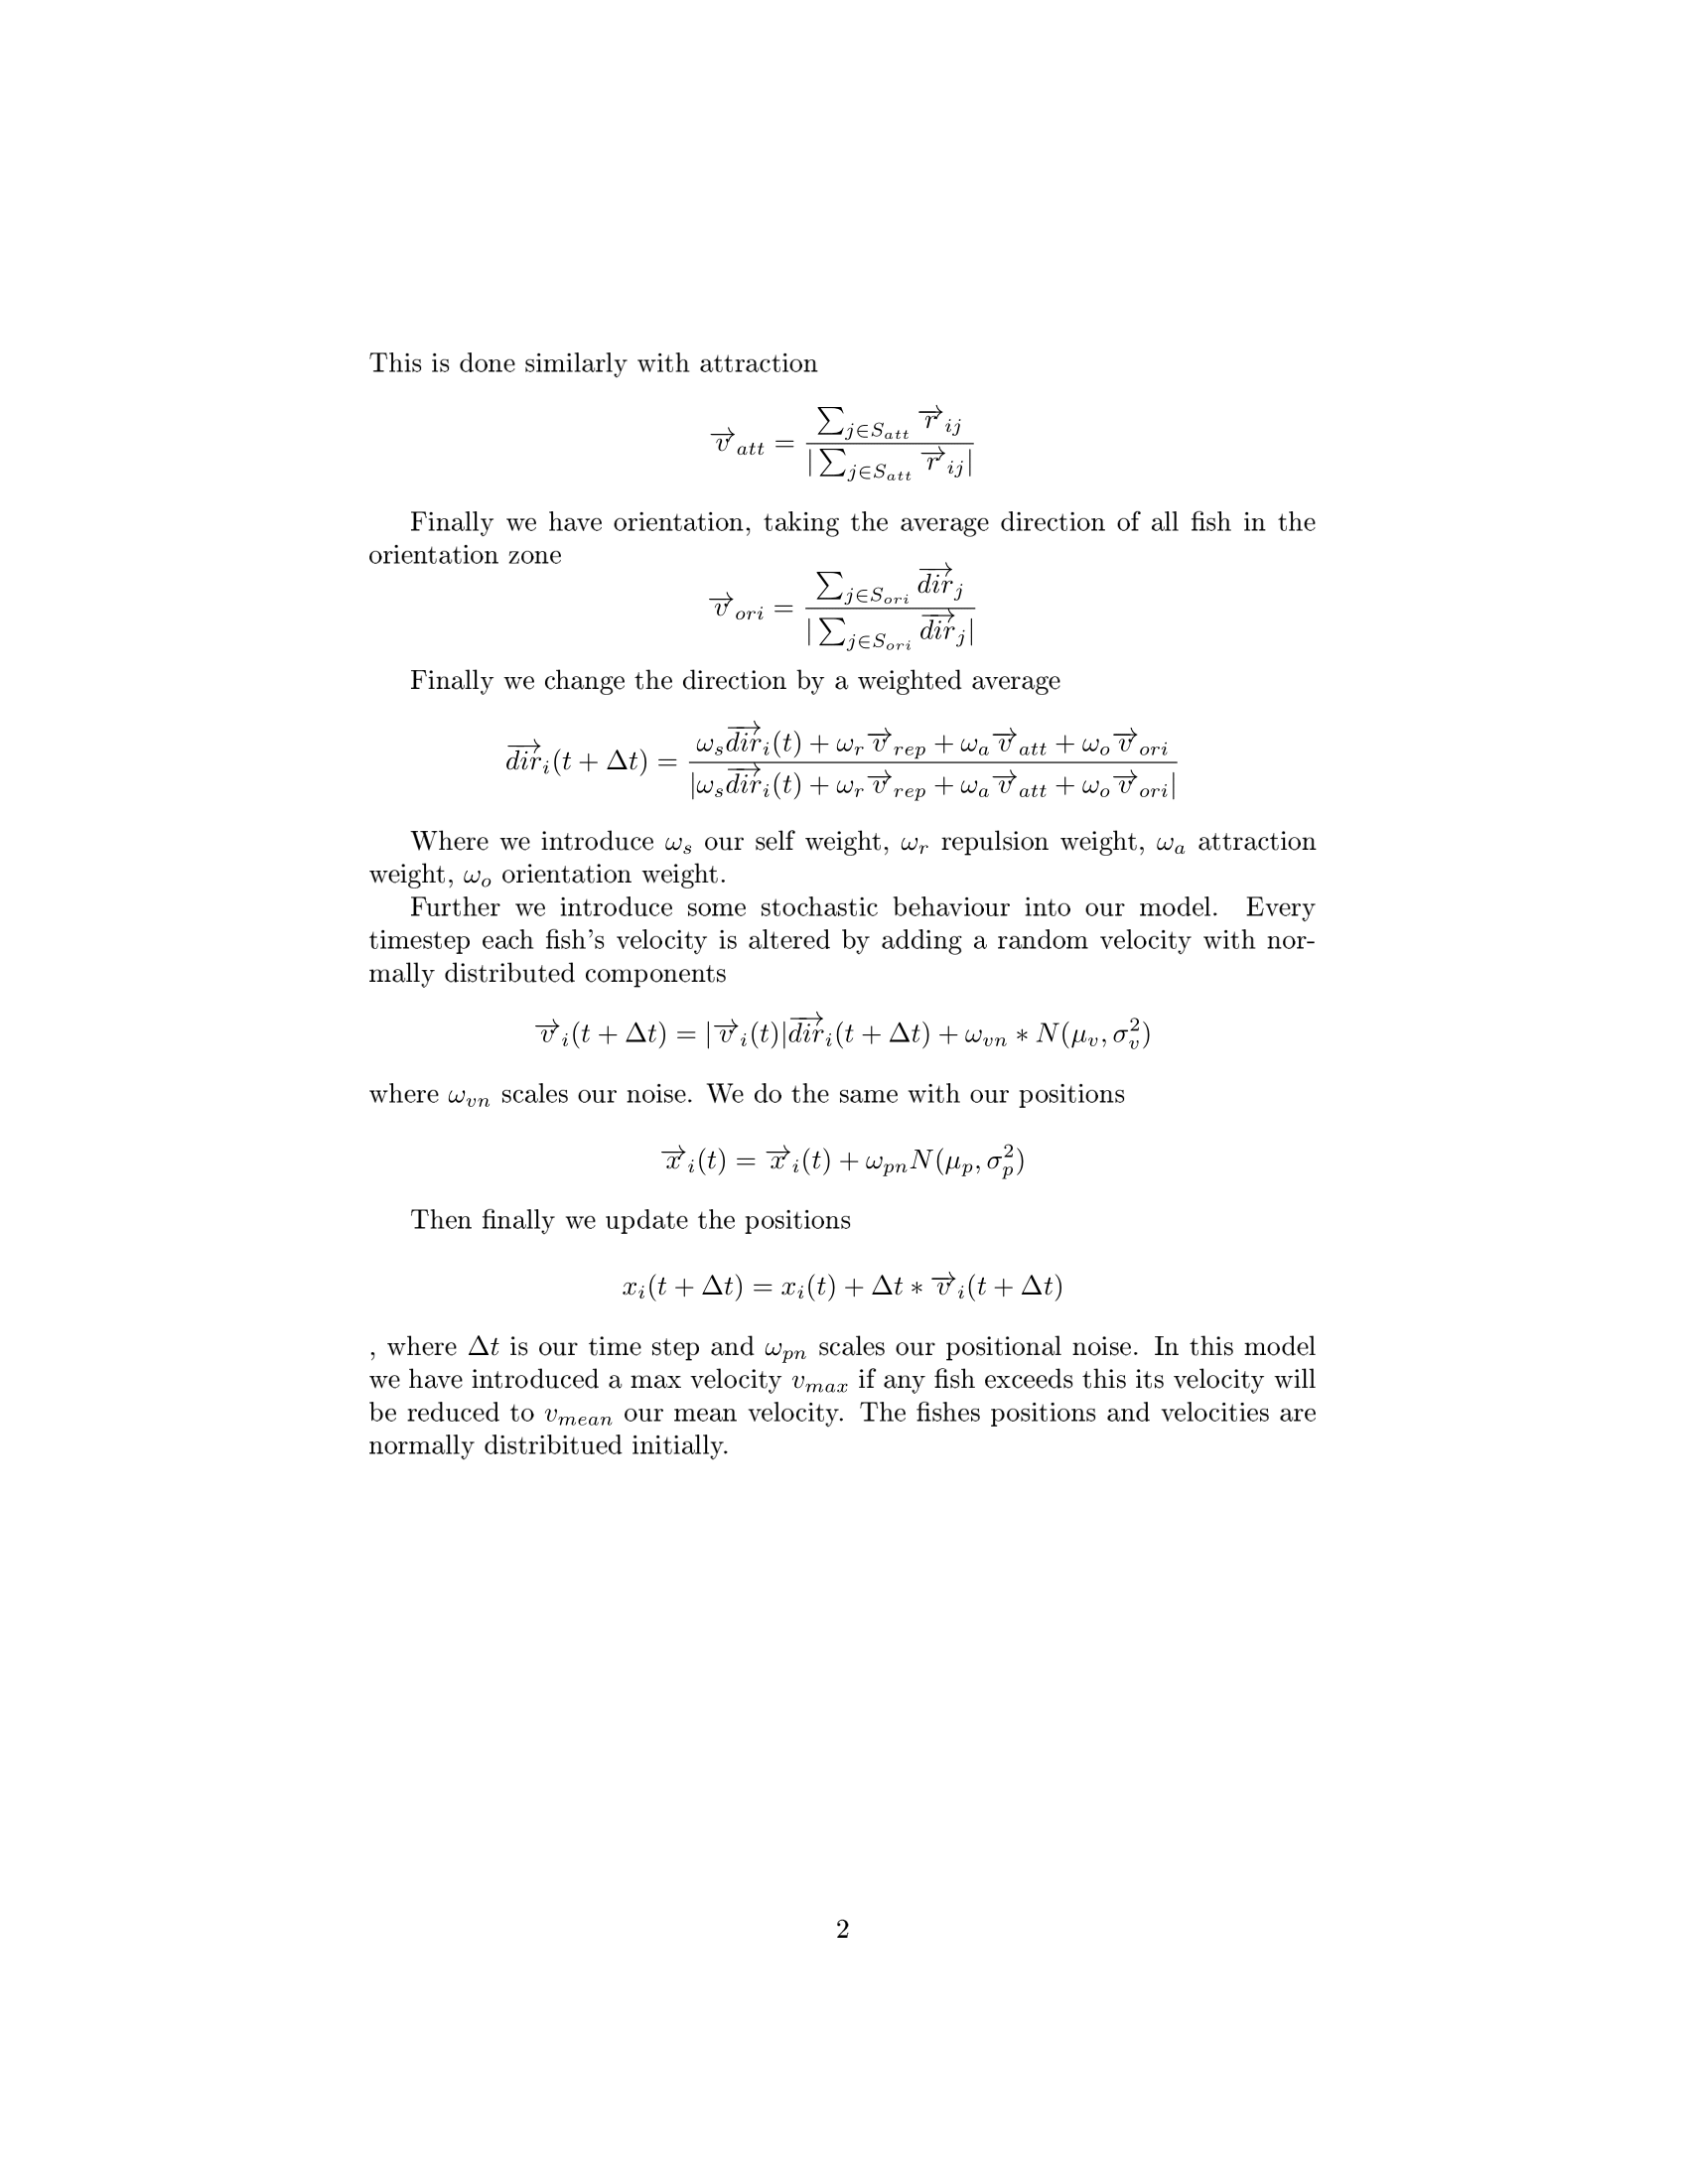 This is done similarly with attraction
$$\overrightarrow{v}_{att} = \frac{\sum_{j \in S_{att}} \overrightarrow{r}_{ij}}{|\sum_{j \in S_{att}} \overrightarrow{r}_{ij}|}$$
Finally we have orientation, taking the average direction of all fish in the
orientation zone
$$\overrightarrow{v}_{ori} = \frac{\sum_{j \in S_{ori}} \overrightarrow{dir}_{j}}{|\sum_{j \in S_{ori}} \overrightarrow{dir}_{j}|}$$
Finally we change the direction by a weighted average
$$\overrightarrow{dir}_i(t + \Delta t) = \frac{\omega_s \overrightarrow{dir}_i(t) + \omega_r \overrightarrow{v}_{rep} + \omega_a \overrightarrow{v}_{att} + \omega_o \overrightarrow{v}_{ori}}{|\omega_s \overrightarrow{dir}_i(t) + \omega_r \overrightarrow{v}_{rep} + \omega_a \overrightarrow{v}_{att} + \omega_o \overrightarrow{v}_{ori}|}$$
Where we introduce $\omega_s$ our self weight, $\omega_r$ repulsion weight, $\omega_a$ attraction
weight, $\omega_o$ orientation weight.
Further we introduce some stochastic behaviour into our model. Every
timestep each fish's velocity is altered by adding a random velocity with nor-
mally distributed components
$$\overrightarrow{v}_i(t + \Delta t) = |\overrightarrow{v}_i(t)|\overrightarrow{dir}_i(t + \Delta t) + \omega_{vn} * N(\mu_v, \sigma_v^2)$$
where $\omega_{vn}$ scales our noise. We do the same with our positions
$$\overrightarrow{x}_i(t) = \overrightarrow{x}_i(t) + \omega_{pn} N(\mu_p, \sigma_p^2)$$
Then finally we update the positions
$$x_i(t + \Delta t) = x_i(t) + \Delta t * \overrightarrow{v}_i(t + \Delta t)$$
, where $\Delta t$ is our time step and $\omega_{pn}$ scales our positional noise. In this model
we have introduced a max velocity $v_{max}$ if any fish exceeds this its velocity will
be reduced to $v_{mean}$ our mean velocity. The fishes positions and velocities are
normally distribitued initially.
2